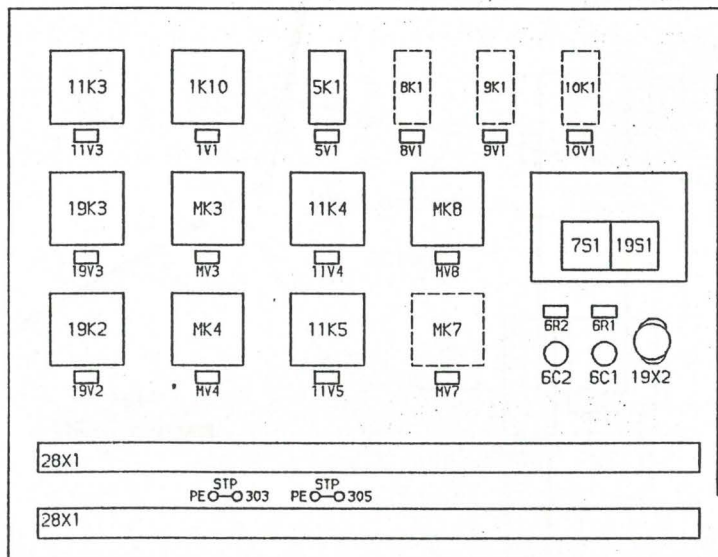 11K3 1K10 5K1 8K1 9K1 10K1
11V3 1V1 5V1 8V1 9V1 10V1
19K3 MK3 11K4 MK8
7S1 19S1
19V3 MV3 11V4 MV8
19K2 MK4 11K5 MK7
6R2 6R1
19V2 MV4 11V5 MV7 6C2 6C1 19X2
28X1
STP STP
PE 303 PE 305
28X1